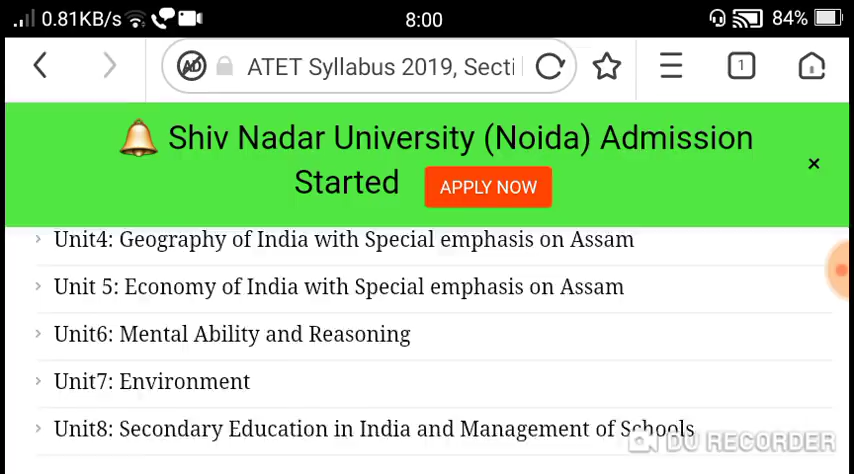 0.81KB/s 8:00 84%
ATET Syllabus 2019, Secti 1
Shiv Nadar University (Noida) Admission
Started APPLY NOW ×
Unit4: Geography of India with Special emphasis on Assam
Unit 5: Economy of India with Special emphasis on Assam
Unit6: Mental Ability and Reasoning
Unit7: Environment
Unit8: Secondary Education in India and Management of Schools
DU RECORDER